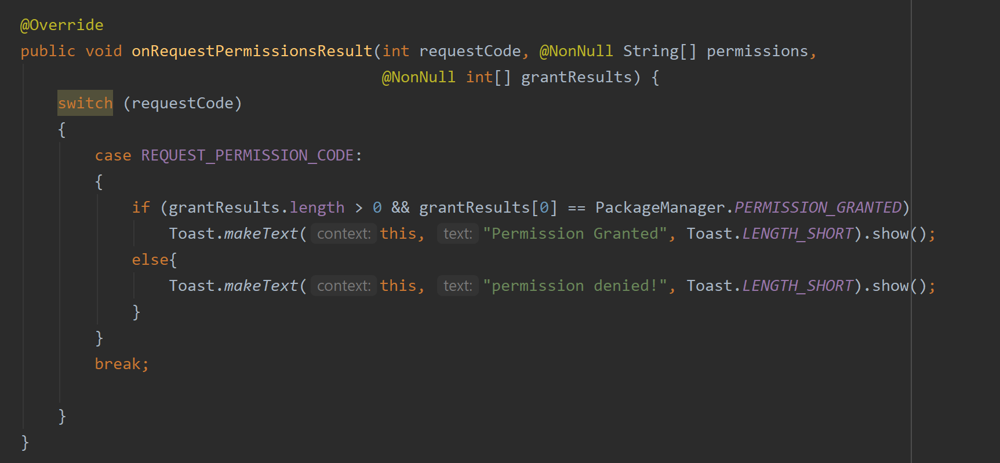 @Override
public void onRequestPermissionsResult(int requestCode, @NonNull String[] permissions,
@NonNull int[] grantResults) {
switch (requestCode)
{
case REQUEST_PERMISSION_CODE:
{
if (grantResults.length > 0 && grantResults[0] == PackageManager.PERMISSION_GRANTED)
Toast.makeText( context: this, text: "Permission Granted", Toast.LENGTH_SHORT).show();
else{
Toast.makeText( context: this, text: "permission denied!", Toast.LENGTH_SHORT).show();
}
}
break;
}
}